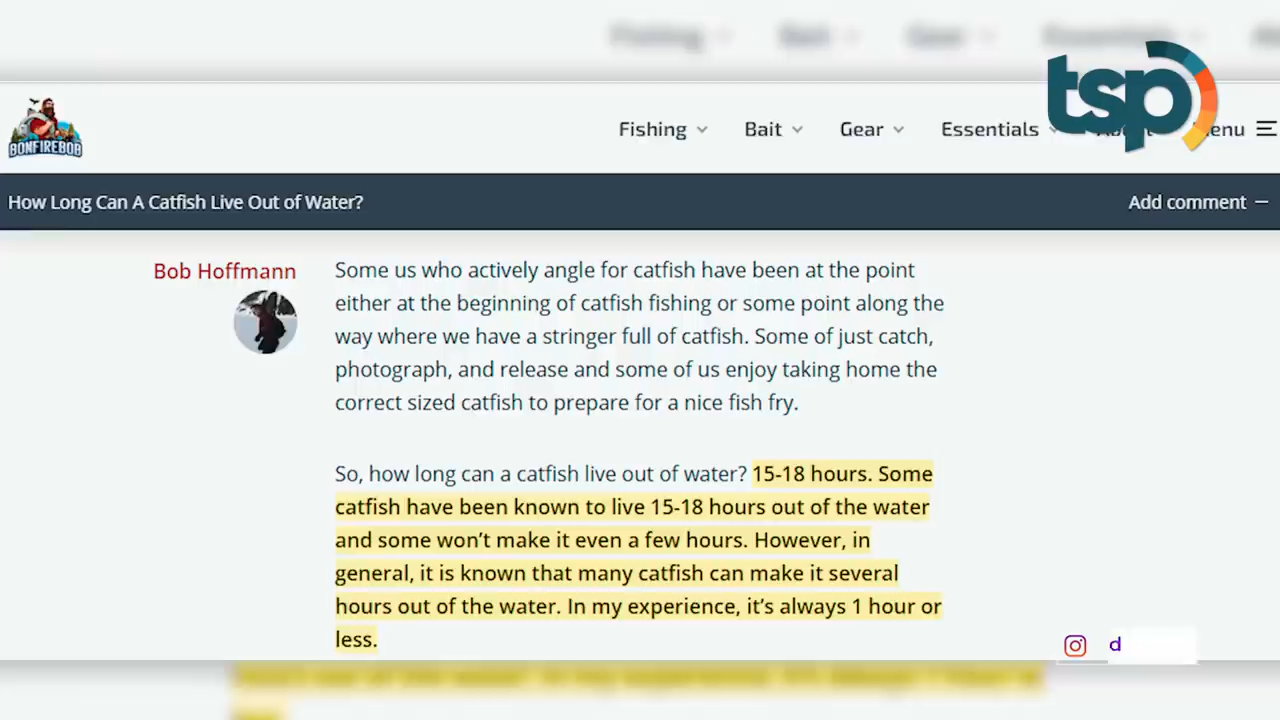 Fishing Bait Gear Essentials
tsp
BONFIREBOB
Fishing Bait Gear Essentials
How Long Can A Catfish Live Out of Water? Add comment
Bob Hoffmann
Some us who actively angle for catfish have been at the point
either at the beginning of catfish fishing or some point along the
way where we have a stringer full of catfish. Some of just catch,
photograph, and release and some of us enjoy taking home the
correct sized catfish to prepare for a nice fish fry.
So, how long can a catfish live out of water? 15-18 hours. Some
catfish have been known to live 15-18 hours out of the water
and some won’t make it even a few hours. However, in
general, it is known that many catfish can make it several
hours out of the water. In my experience, it’s always 1 hour or
less.
d